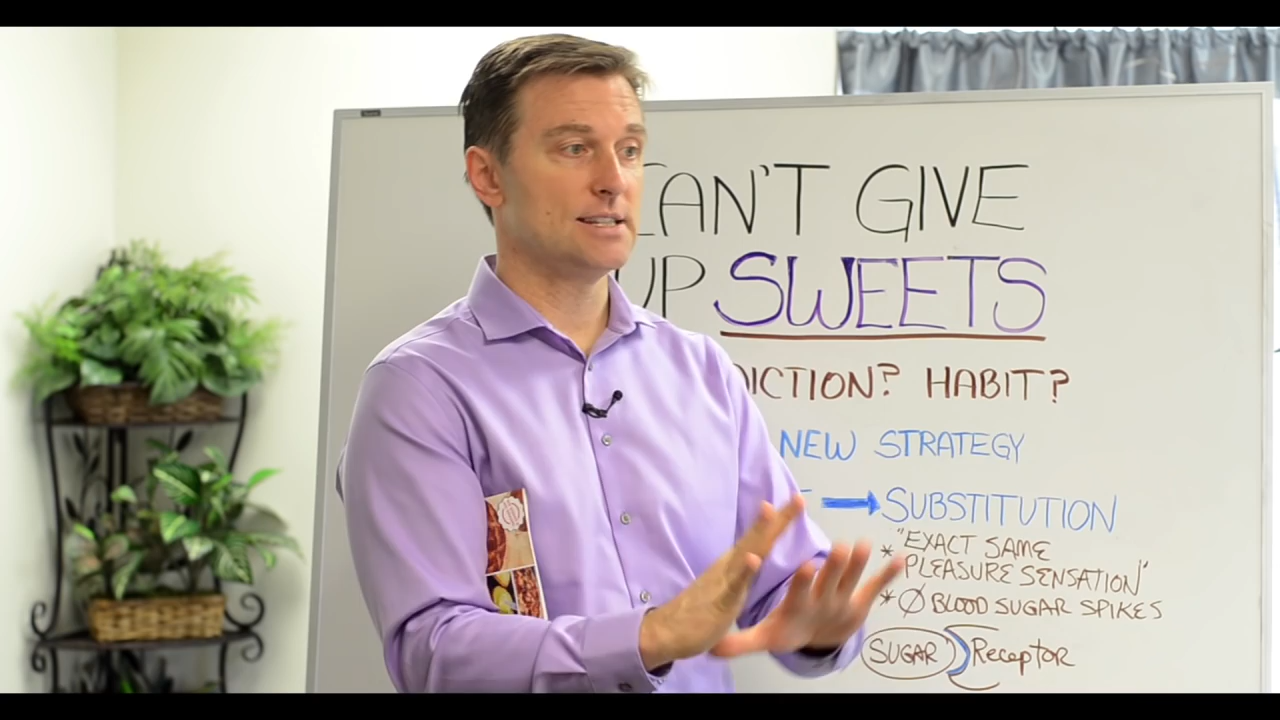 CAN'T GIVE
UP SWEETS
DICTION? HABIT?
NEW STRATEGY
SUBSTITUTION
* "EXACT SAME
PLEASURE SENSATION"
* Ø BLOOD SUGAR SPIKES
SUGAR Receptor